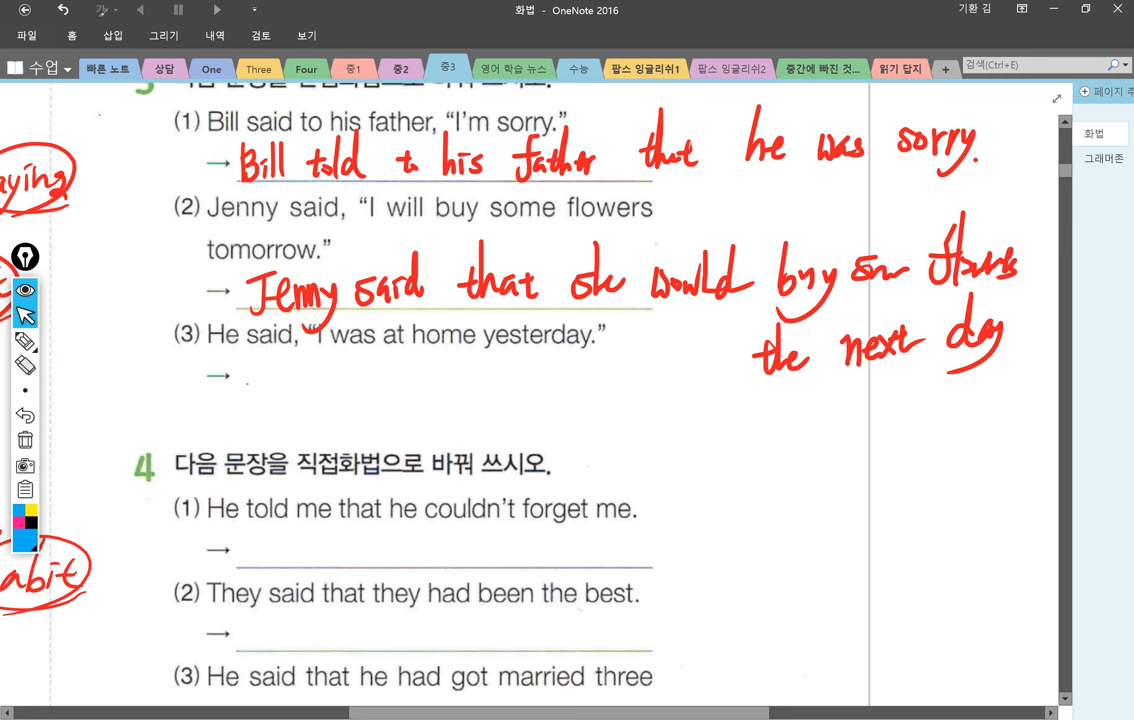 화법 - OneNote 2016
기환 김
파일 홈 삽입 그리기 내역 검토 보기
수업 빠른 노트 상담 One Three Four 중1 중2 중3 영어 학습 뉴스 수능 팝스 잉글리쉬1 팝스 잉글리쉬2 중간에 빠진 것... 읽기 답지 + 검색(Ctrl+E)
페이지 추
화법
그래머존
(1) Bill said to his father, “I’m sorry.”
→ Bill told to his father that he was sorry.
aying
(2) Jenny said, “I will buy some flowers
tomorrow.”
→ Jenny said that she would buy some flowers
the next day
(3) He said, “I was at home yesterday.”
→
4 다음 문장을 직접화법으로 바꿔 쓰시오.
(1) He told me that he couldn’t forget me.
→
abit
(2) They said that they had been the best.
→
(3) He said that he had got married three